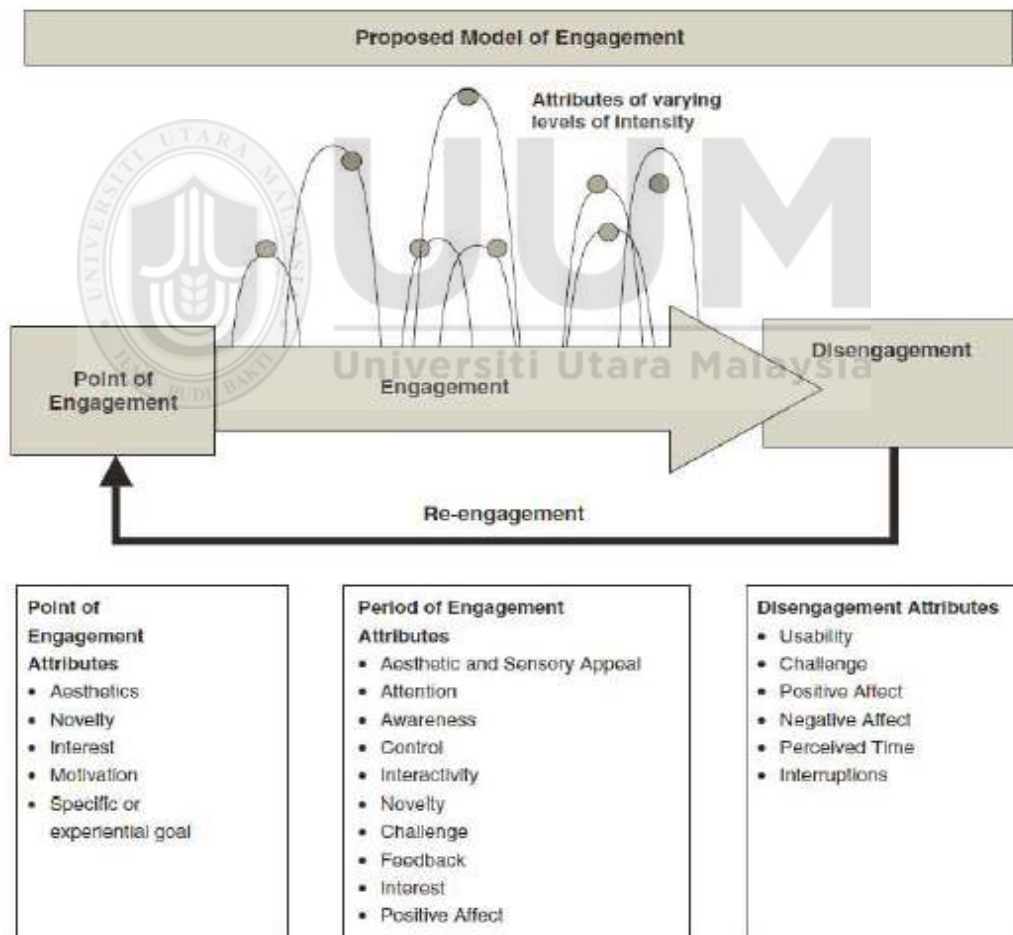 Proposed Model of Engagement
Attributes of varying
levels of Intensity
UNIVERSITI UTARA MALAYSIA
UUM
Universiti Utara Malaysia
Point of
Engagement
Engagement
Disengagement
Re-engagement
Point of
Engagement
Attributes
• Aesthetics
• Novelty
• Interest
• Motivation
• Specific or
experiential goal
Period of Engagement
Attributes
• Aesthetic and Sensory Appeal
• Attention
• Awareness
• Control
• Interactivity
• Novelty
• Challenge
• Feedback
• Interest
• Positive Affect
Disengagement Attributes
• Usability
• Challenge
• Positive Affect
• Negative Affect
• Perceived Time
• Interruptions